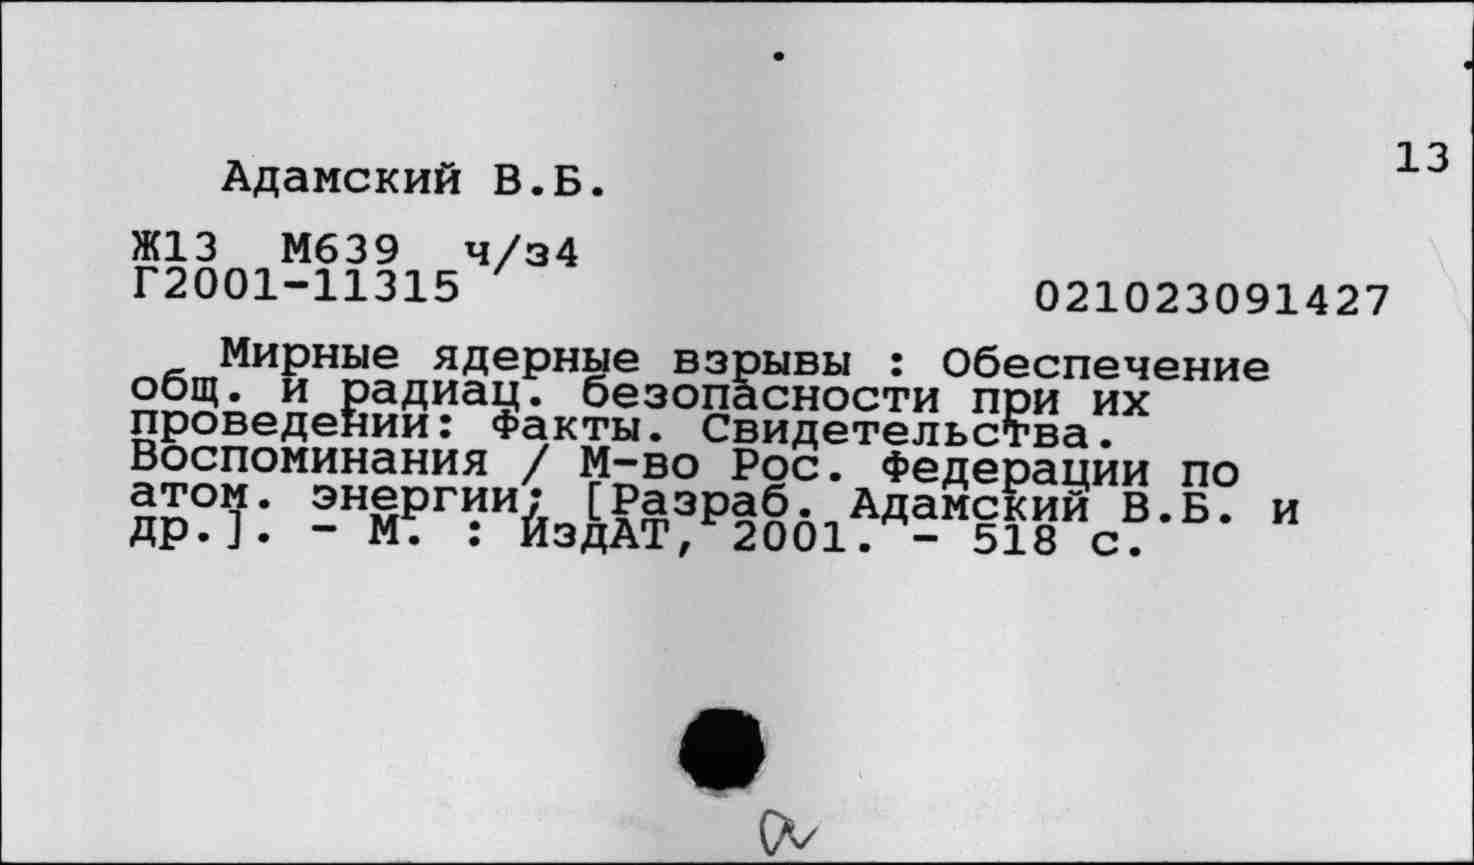 13
Адамский В.Б.
Ж13 М639 ч/з4
Г2001-11315
021023091427
Мирные ядерные взрывы : Обеспечение
общ. и радиац. безопасности при их
проведении: Факты. Свидетельства.
Воспоминания / М-во Рос. Федерации по
атом. энергии; [Разраб. Адамский В.Б. и
др.]. - М. : ИздАТ, 2001. - 518 с.